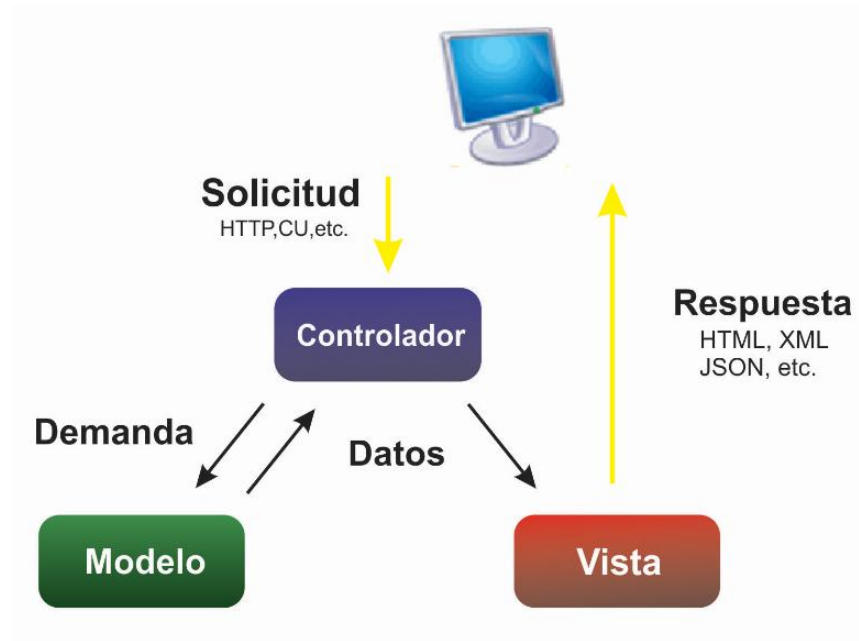 Solicitud
HTTP,CU,etc.
Controlador
Respuesta
HTML, XML
JSON, etc.
Demanda
Datos
Modelo
Vista